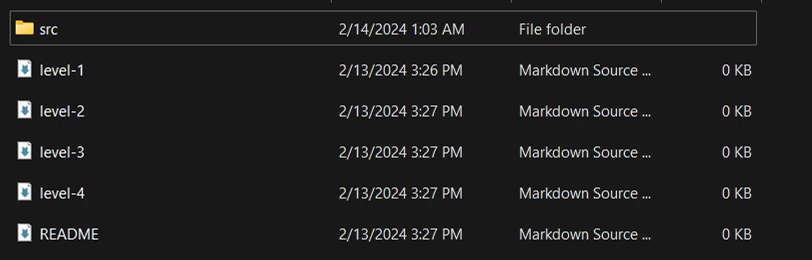 src 2/14/2024 1:03 AM File folder
level-1 2/13/2024 3:26 PM Markdown Source ... 0 KB
level-2 2/13/2024 3:27 PM Markdown Source ... 0 KB
level-3 2/13/2024 3:27 PM Markdown Source ... 0 KB
level-4 2/13/2024 3:27 PM Markdown Source ... 0 KB
README 2/13/2024 3:27 PM Markdown Source ... 0 KB